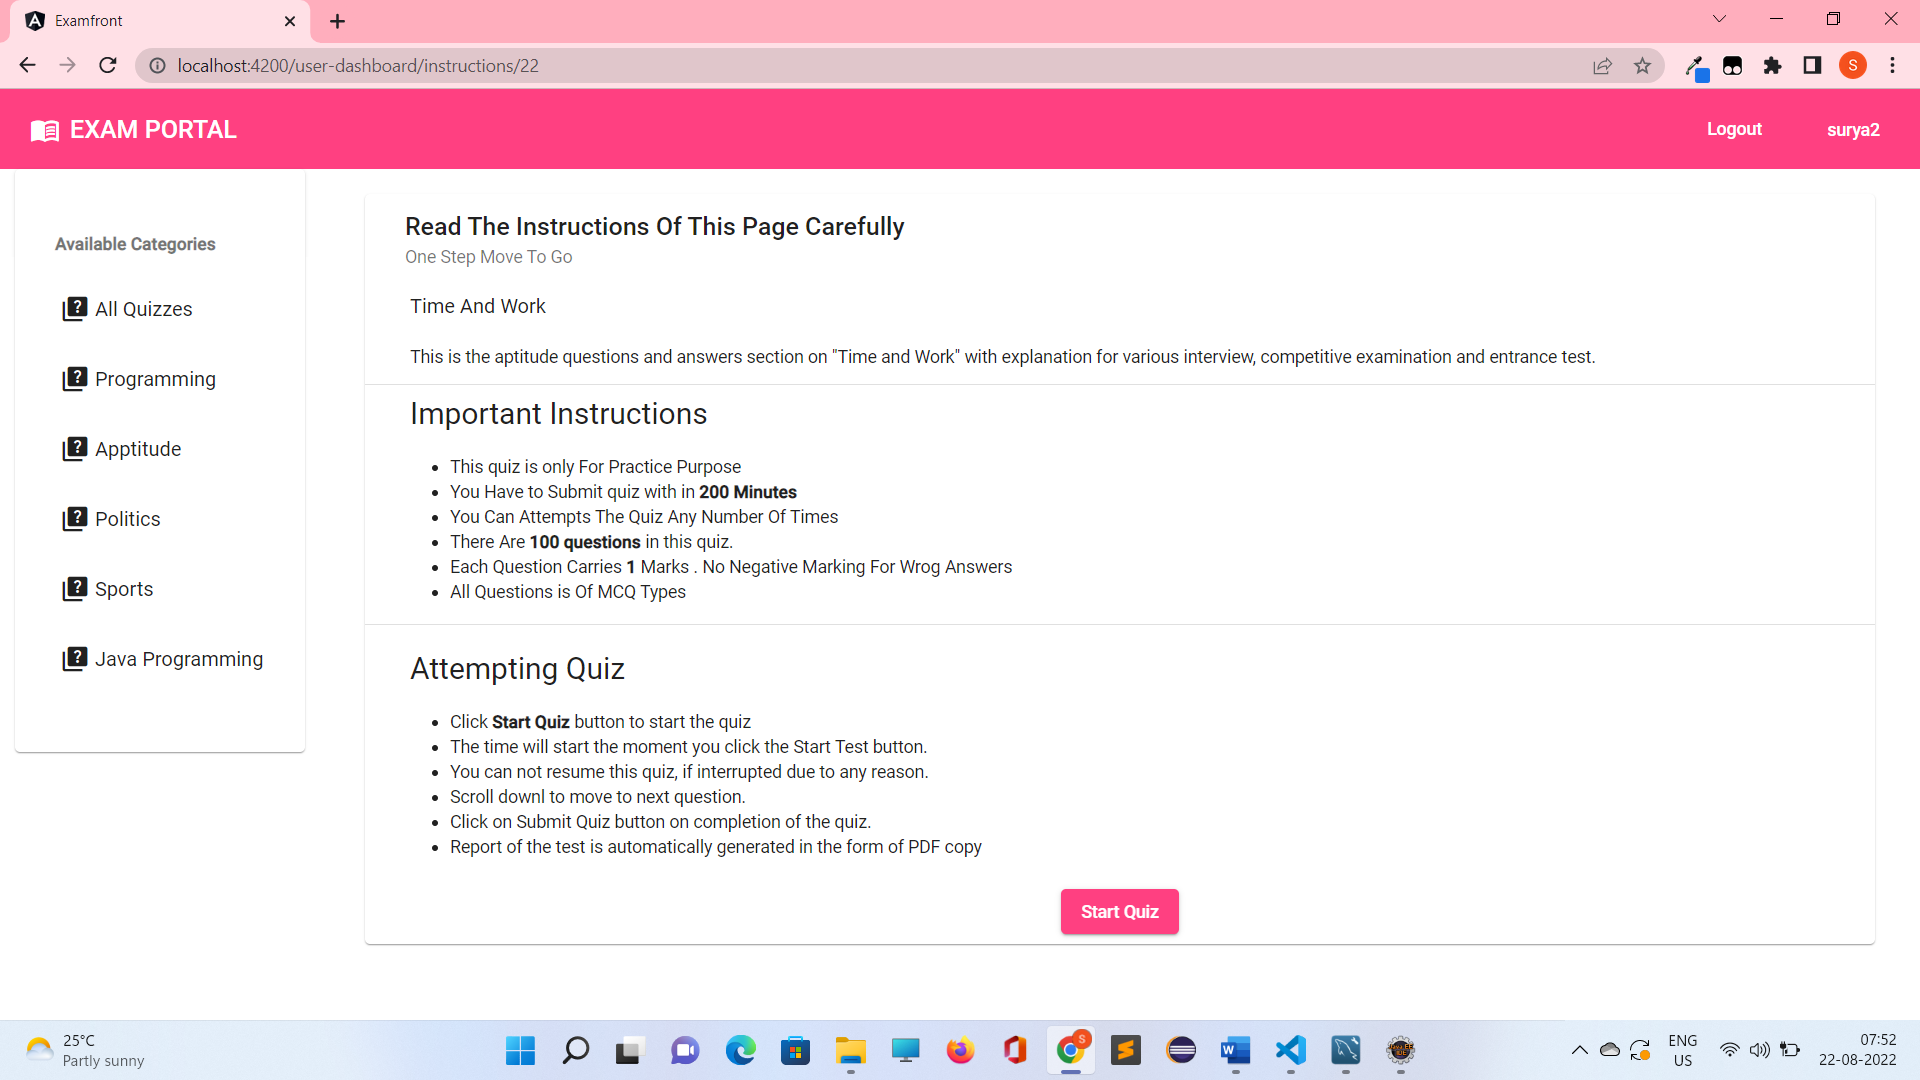 Examfront
localhost:4200/user-dashboard/instructions/22
S
EXAM PORTAL
Logout
surya2
Available Categories
All Quizzes
Programming
Apptitude
Politics
Sports
Java Programming
Read The Instructions Of This Page Carefully
One Step Move To Go
Time And Work
This is the aptitude questions and answers section on "Time and Work" with explanation for various interview, competitive examination and entrance test.
Important Instructions
This quiz is only For Practice Purpose
You Have to Submit quiz with in 200 Minutes
You Can Attempts The Quiz Any Number Of Times
There Are 100 questions in this quiz.
Each Question Carries 1 Marks . No Negative Marking For Wrog Answers
All Questions is Of MCQ Types
Attempting Quiz
Click Start Quiz button to start the quiz
The time will start the moment you click the Start Test button.
You can not resume this quiz, if interrupted due to any reason.
Scroll downl to move to next question.
Click on Submit Quiz button on completion of the quiz.
Report of the test is automatically generated in the form of PDF copy
Start Quiz
25°C
Partly sunny
S
W
ENG
US
07:52
22-08-2022